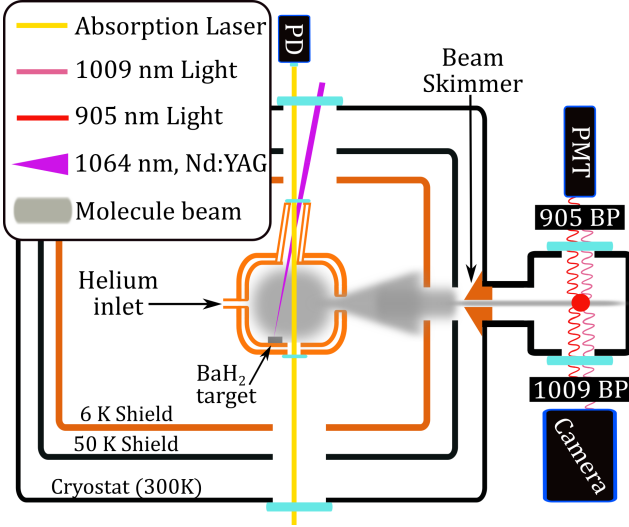 Absorption Laser
1009 nm Light
905 nm Light
1064 nm, Nd:YAG
Molecule beam
PD
Beam
Skimmer
PMT
905 BP
Helium
inlet
BaH₂
target
1009 BP
6 K Shield
50 K Shield
Cryostat (300K)
Camera